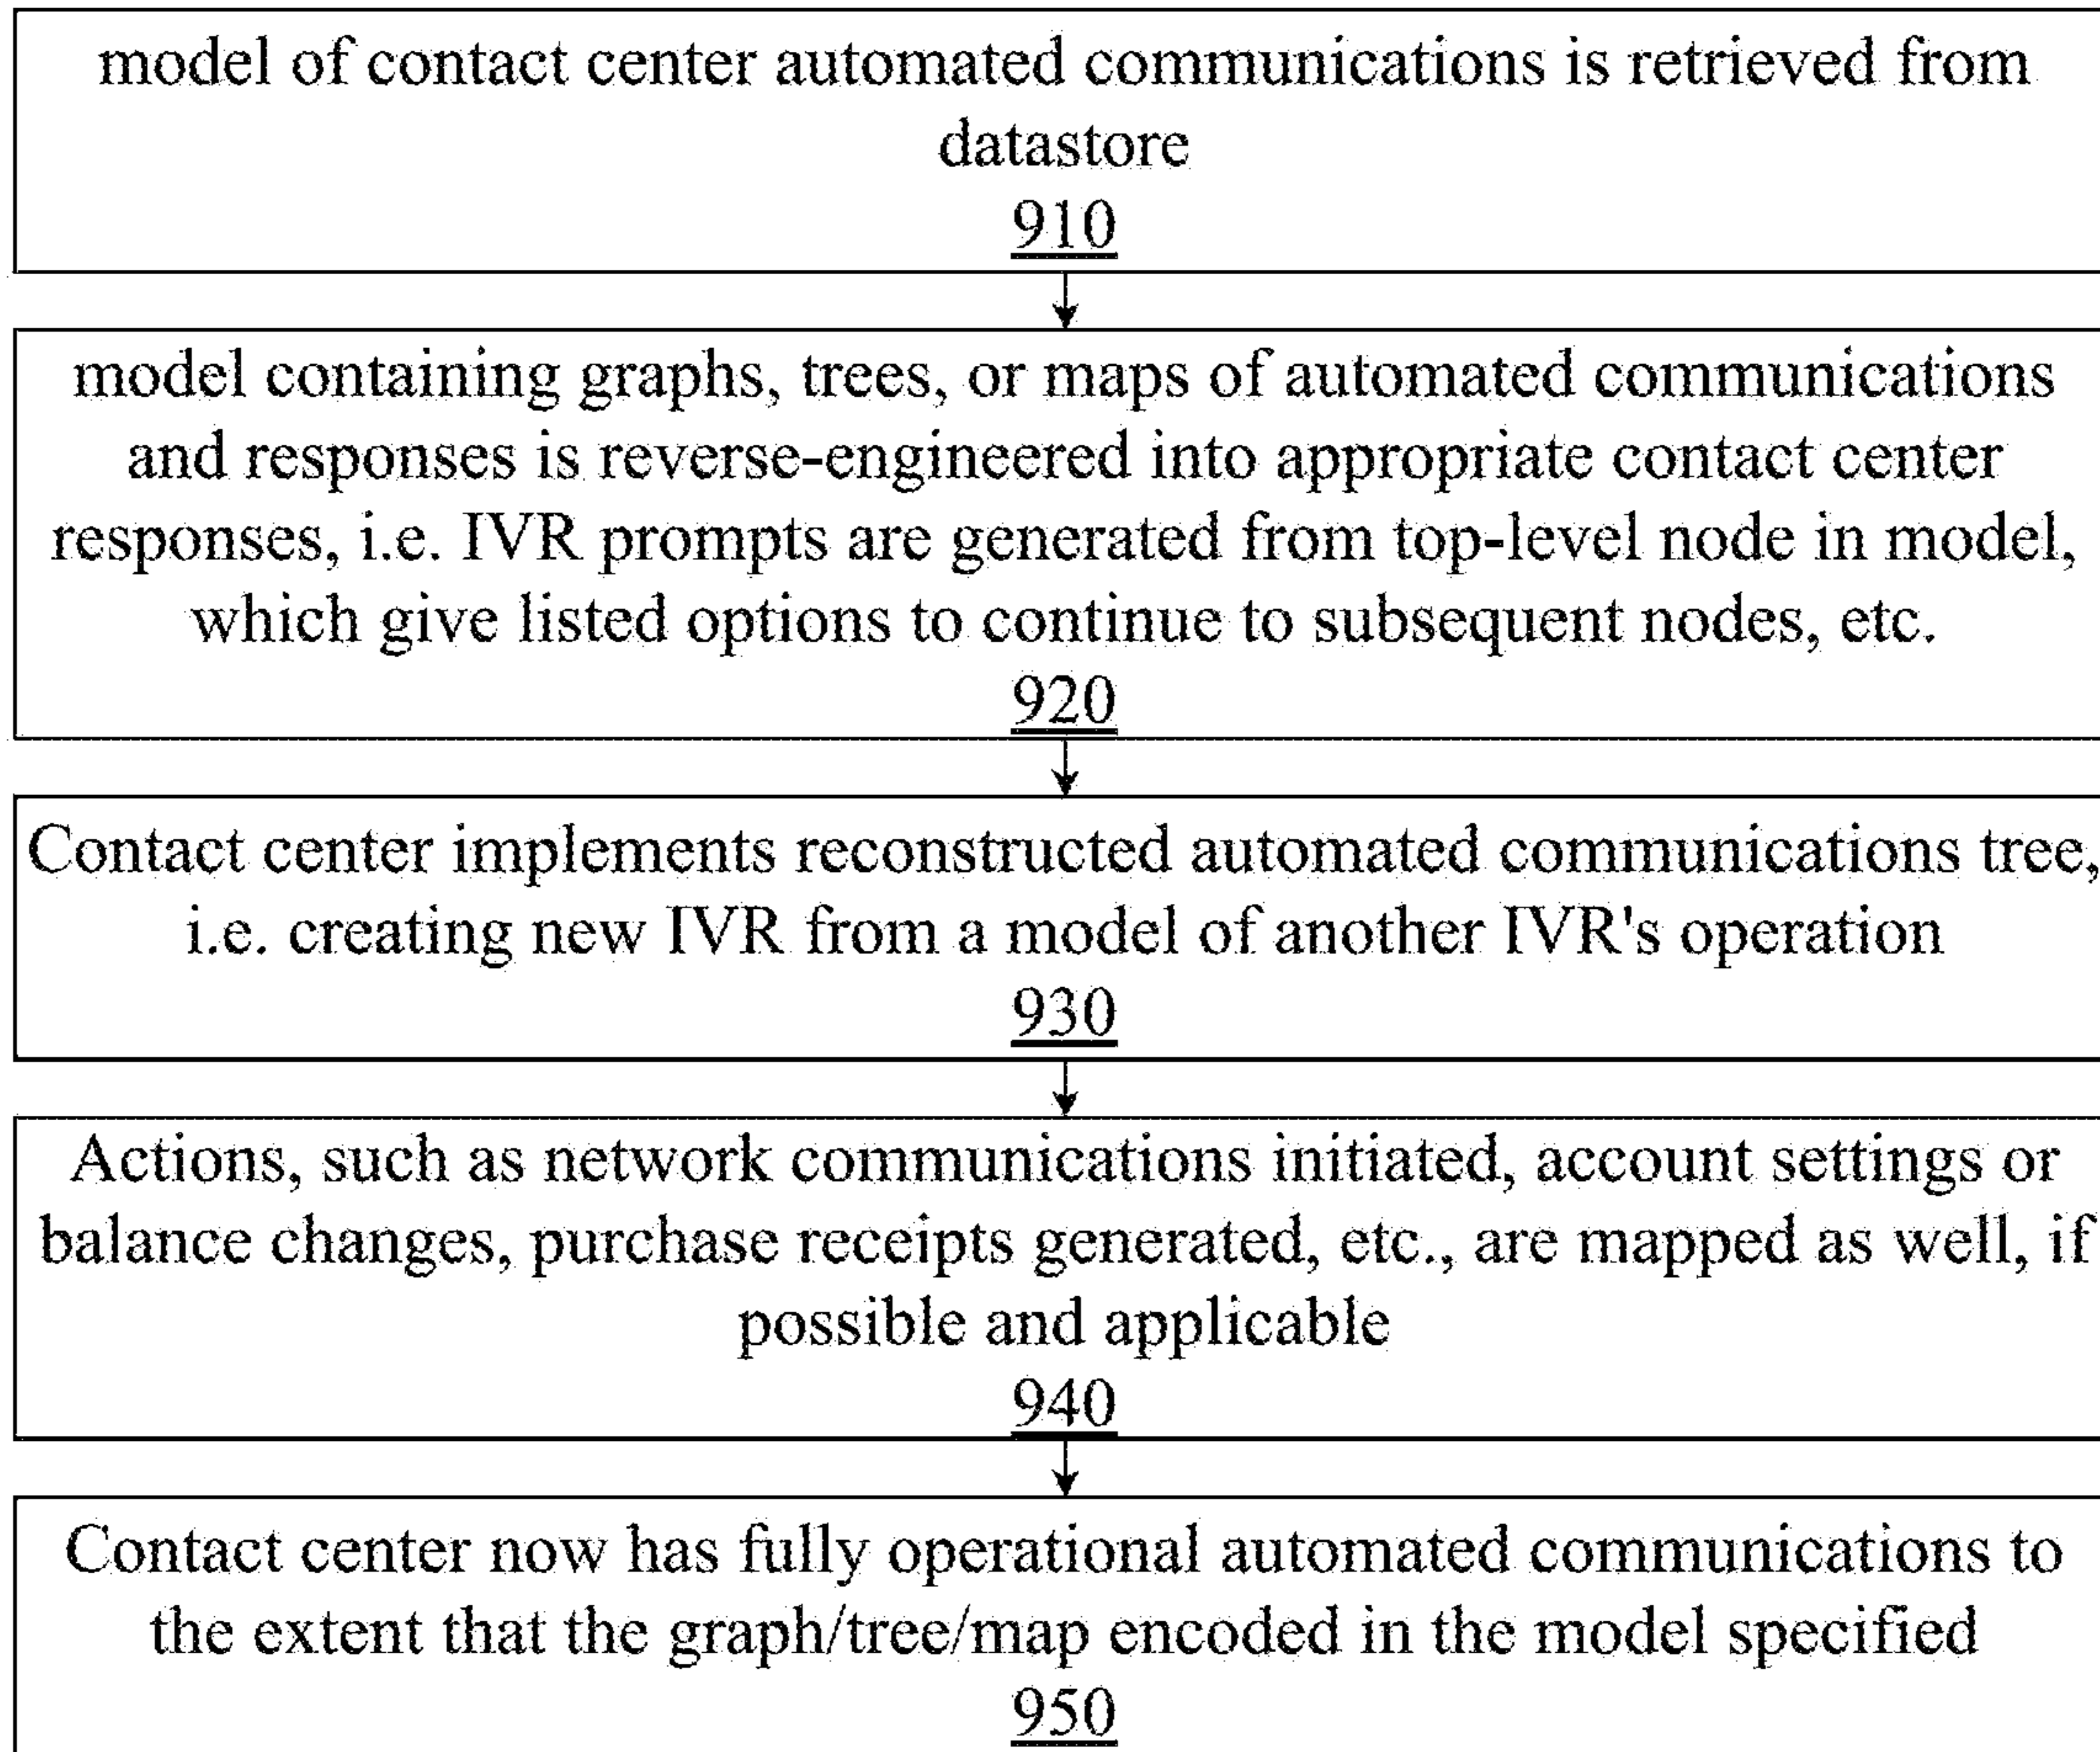 model of contact center automated communications is retrieved from
datastore
910
model containing graphs, trees, or maps of automated communications
and responses is reverse-engineered into appropriate contact center
responses, i.e. IVR prompts are generated from top-level node in model,
which give listed options to continue to subsequent nodes, etc.
920
Contact center implements reconstructed automated communications tree,
i.e. creating new IVR from a model of another IVR's operation
930
Actions, such as network communications initiated, account settings or
balance changes, purchase receipts generated, etc., are mapped as well, if
possible and applicable
940
Contact center now has fully operational automated communications to
the extent that the graph/tree/map encoded in the model specified
950